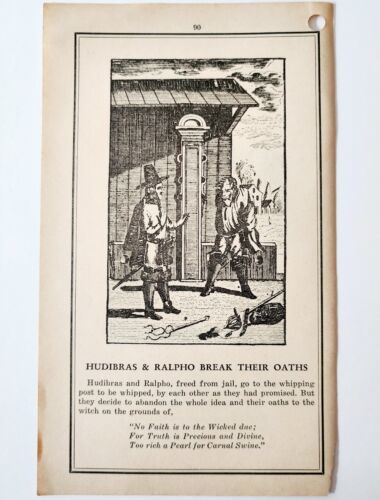 90
HUDIBRAS & RALPHO BREAK THEIR OATHS
Hudibras and Ralpho, freed from jail, go to the whipping
post to be whipped, by each other as they had promised. But
they decide to abandon the whole idea and their oaths to the
witch on the grounds of,
"No Faith is to the Wicked due;
For Truth is Precious and Divine,
Too rich a Pearl for Carnal Swine."